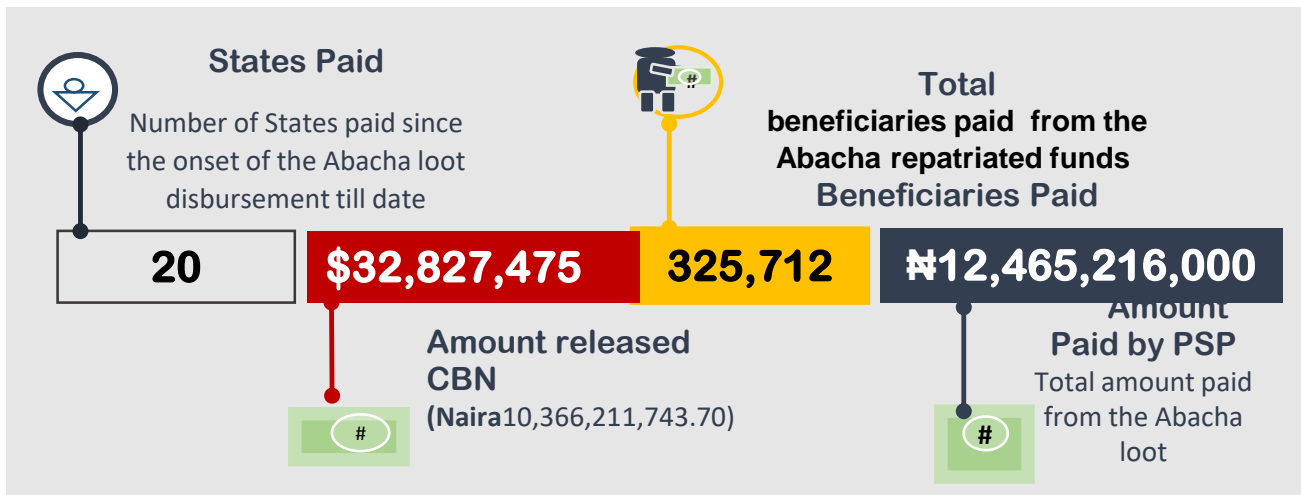 States Paid
Number of States paid since
the onset of the Abacha loot
disbursement till date
20
#
Total
beneficiaries paid from the
Abacha repatriated funds
Beneficiaries Paid
$32,827,475
325,712
₦12,465,216,000
Amount released
CBN
(Naira10,366,211,743.70)
#
Amount
Paid by PSP
Total amount paid
from the Abacha
loot
#